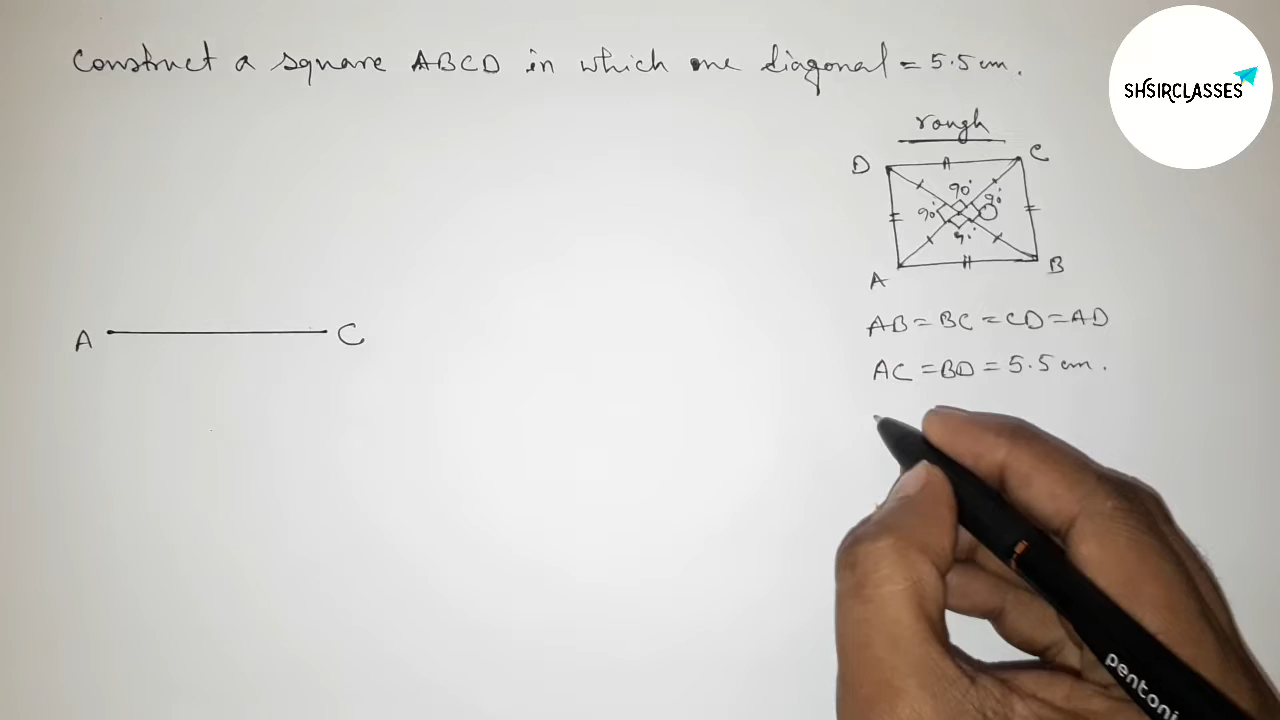 Construct a square ABCD in which one diagonal = 5.5 cm.
SHSIRCLASSES
rough
D C
90° 90°
90°
90°
A B
A C
AB = BC = CD = AD
AC = BD = 5.5 cm.
pentoni